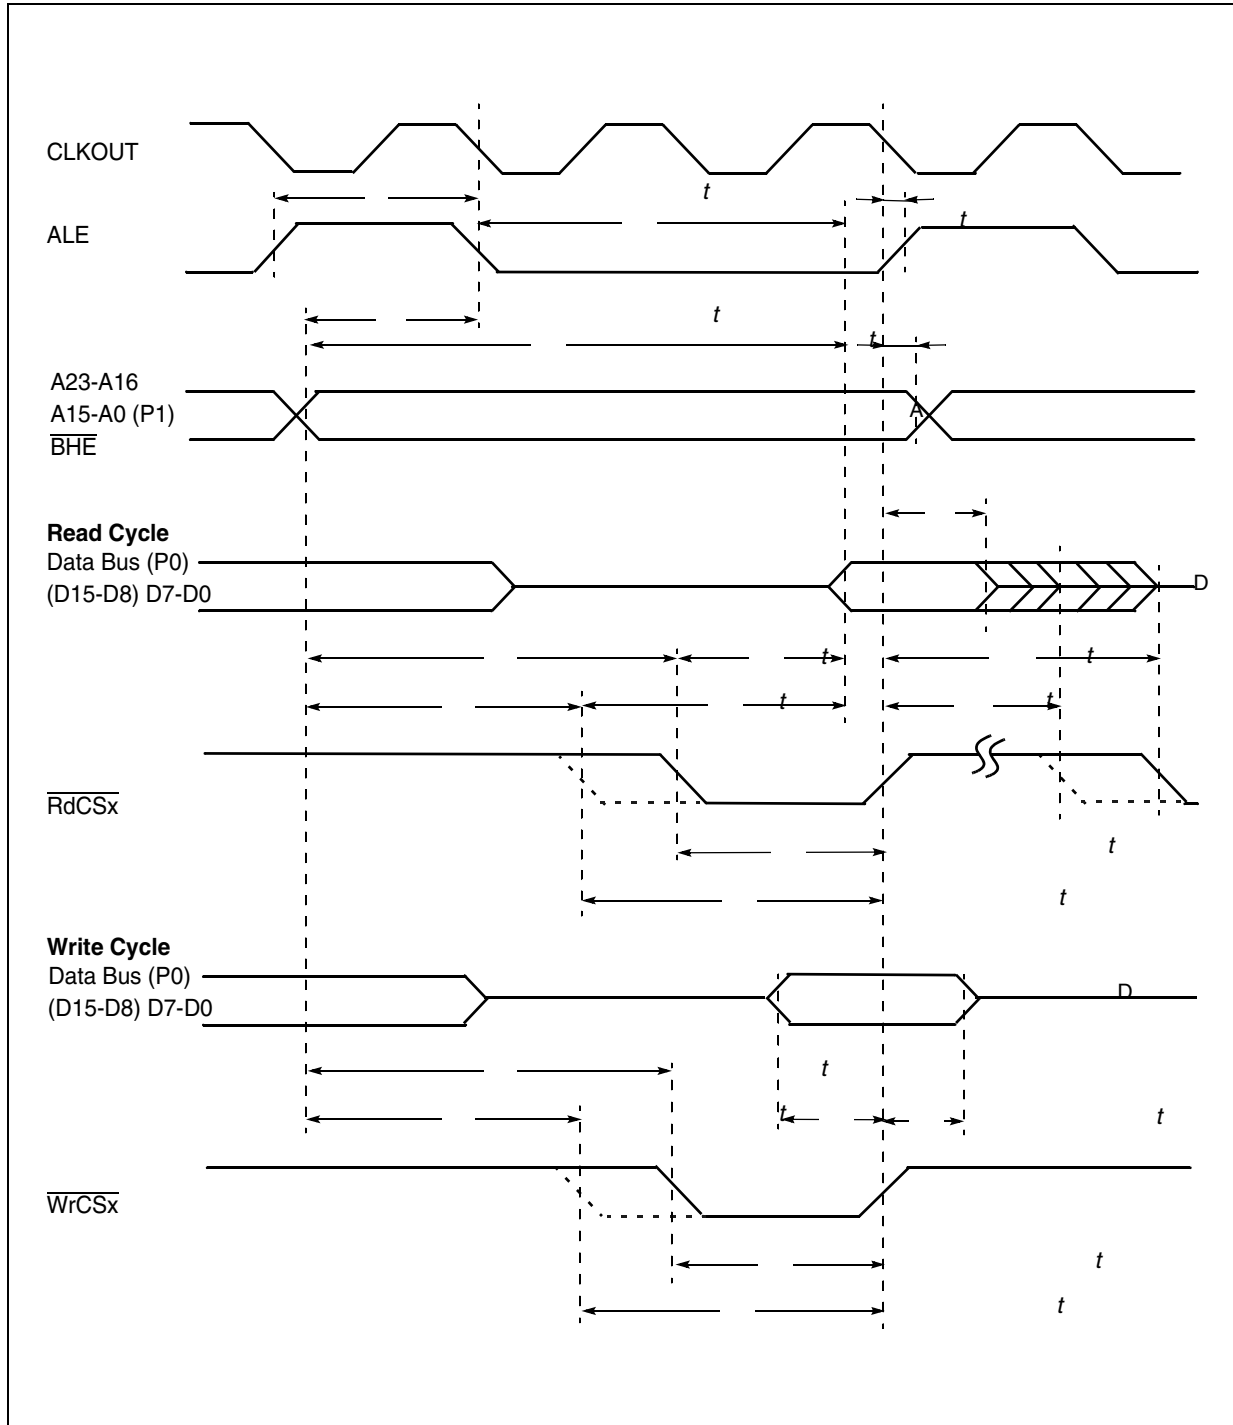 CLKOUT
t
ALE
t
t
t
A23-A16
A15-A0 (P1)
A
BHE
Read Cycle
Data Bus (P0)
(D15-D8) D7-D0
D
t
t
t
t
RdCSx
t
t
Write Cycle
Data Bus (P0)
(D15-D8) D7-D0
D
t
t
t
WrCSx
t
t